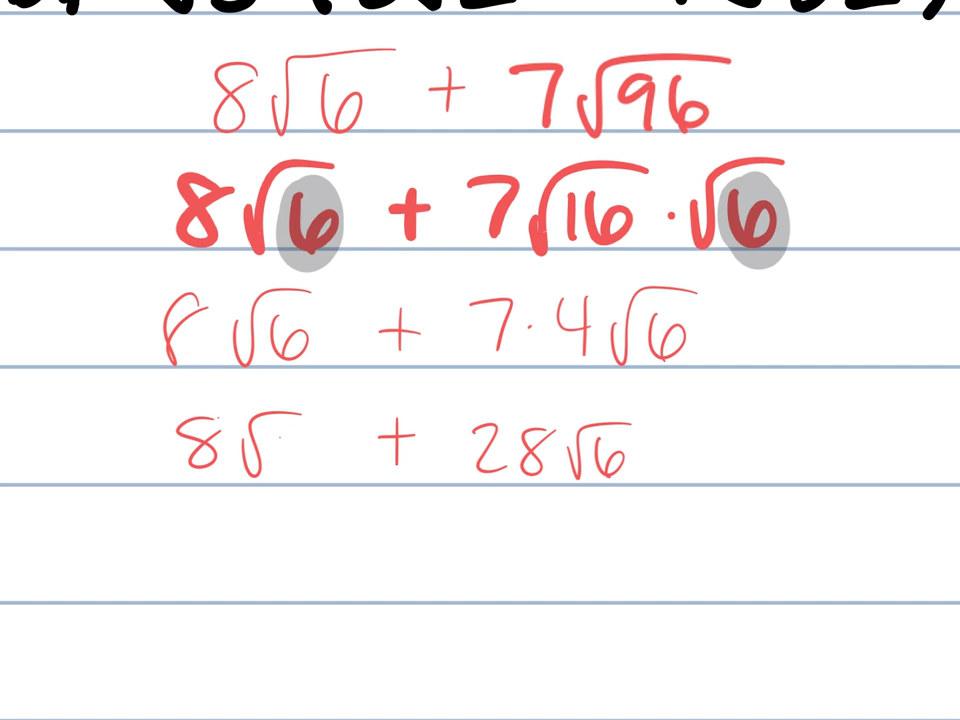 8√6 + 7√96
8√6 + 7√16 · √6
8√6 + 7·4√6
8√ + 28√6